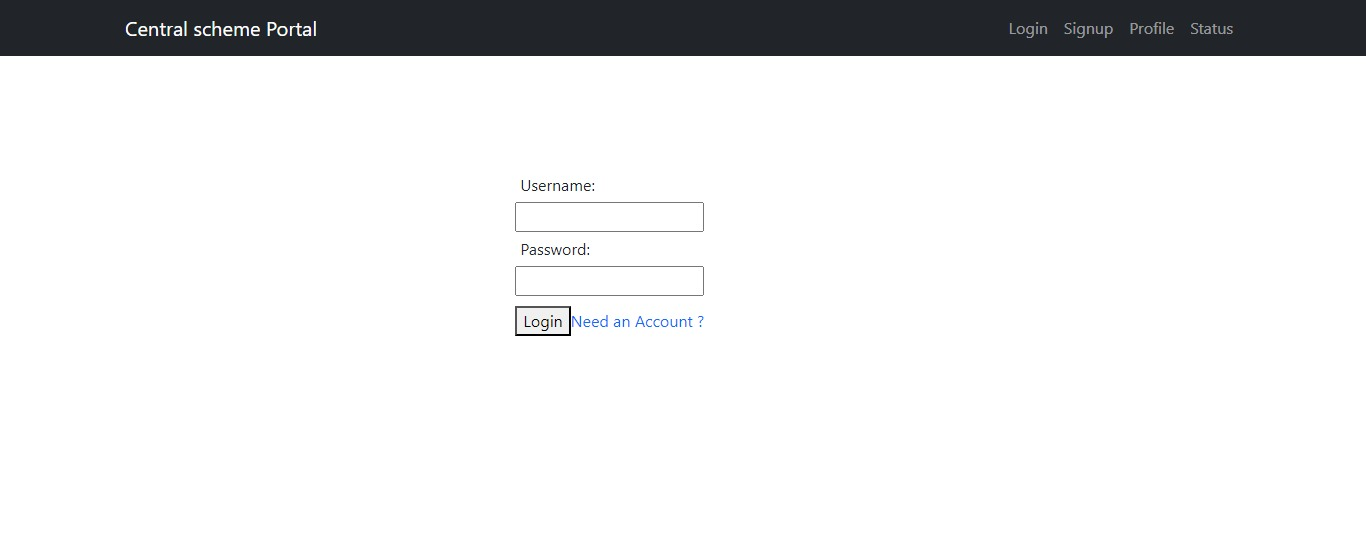 Central scheme Portal Login Signup Profile Status
Username:
Password:
Login Need an Account ?